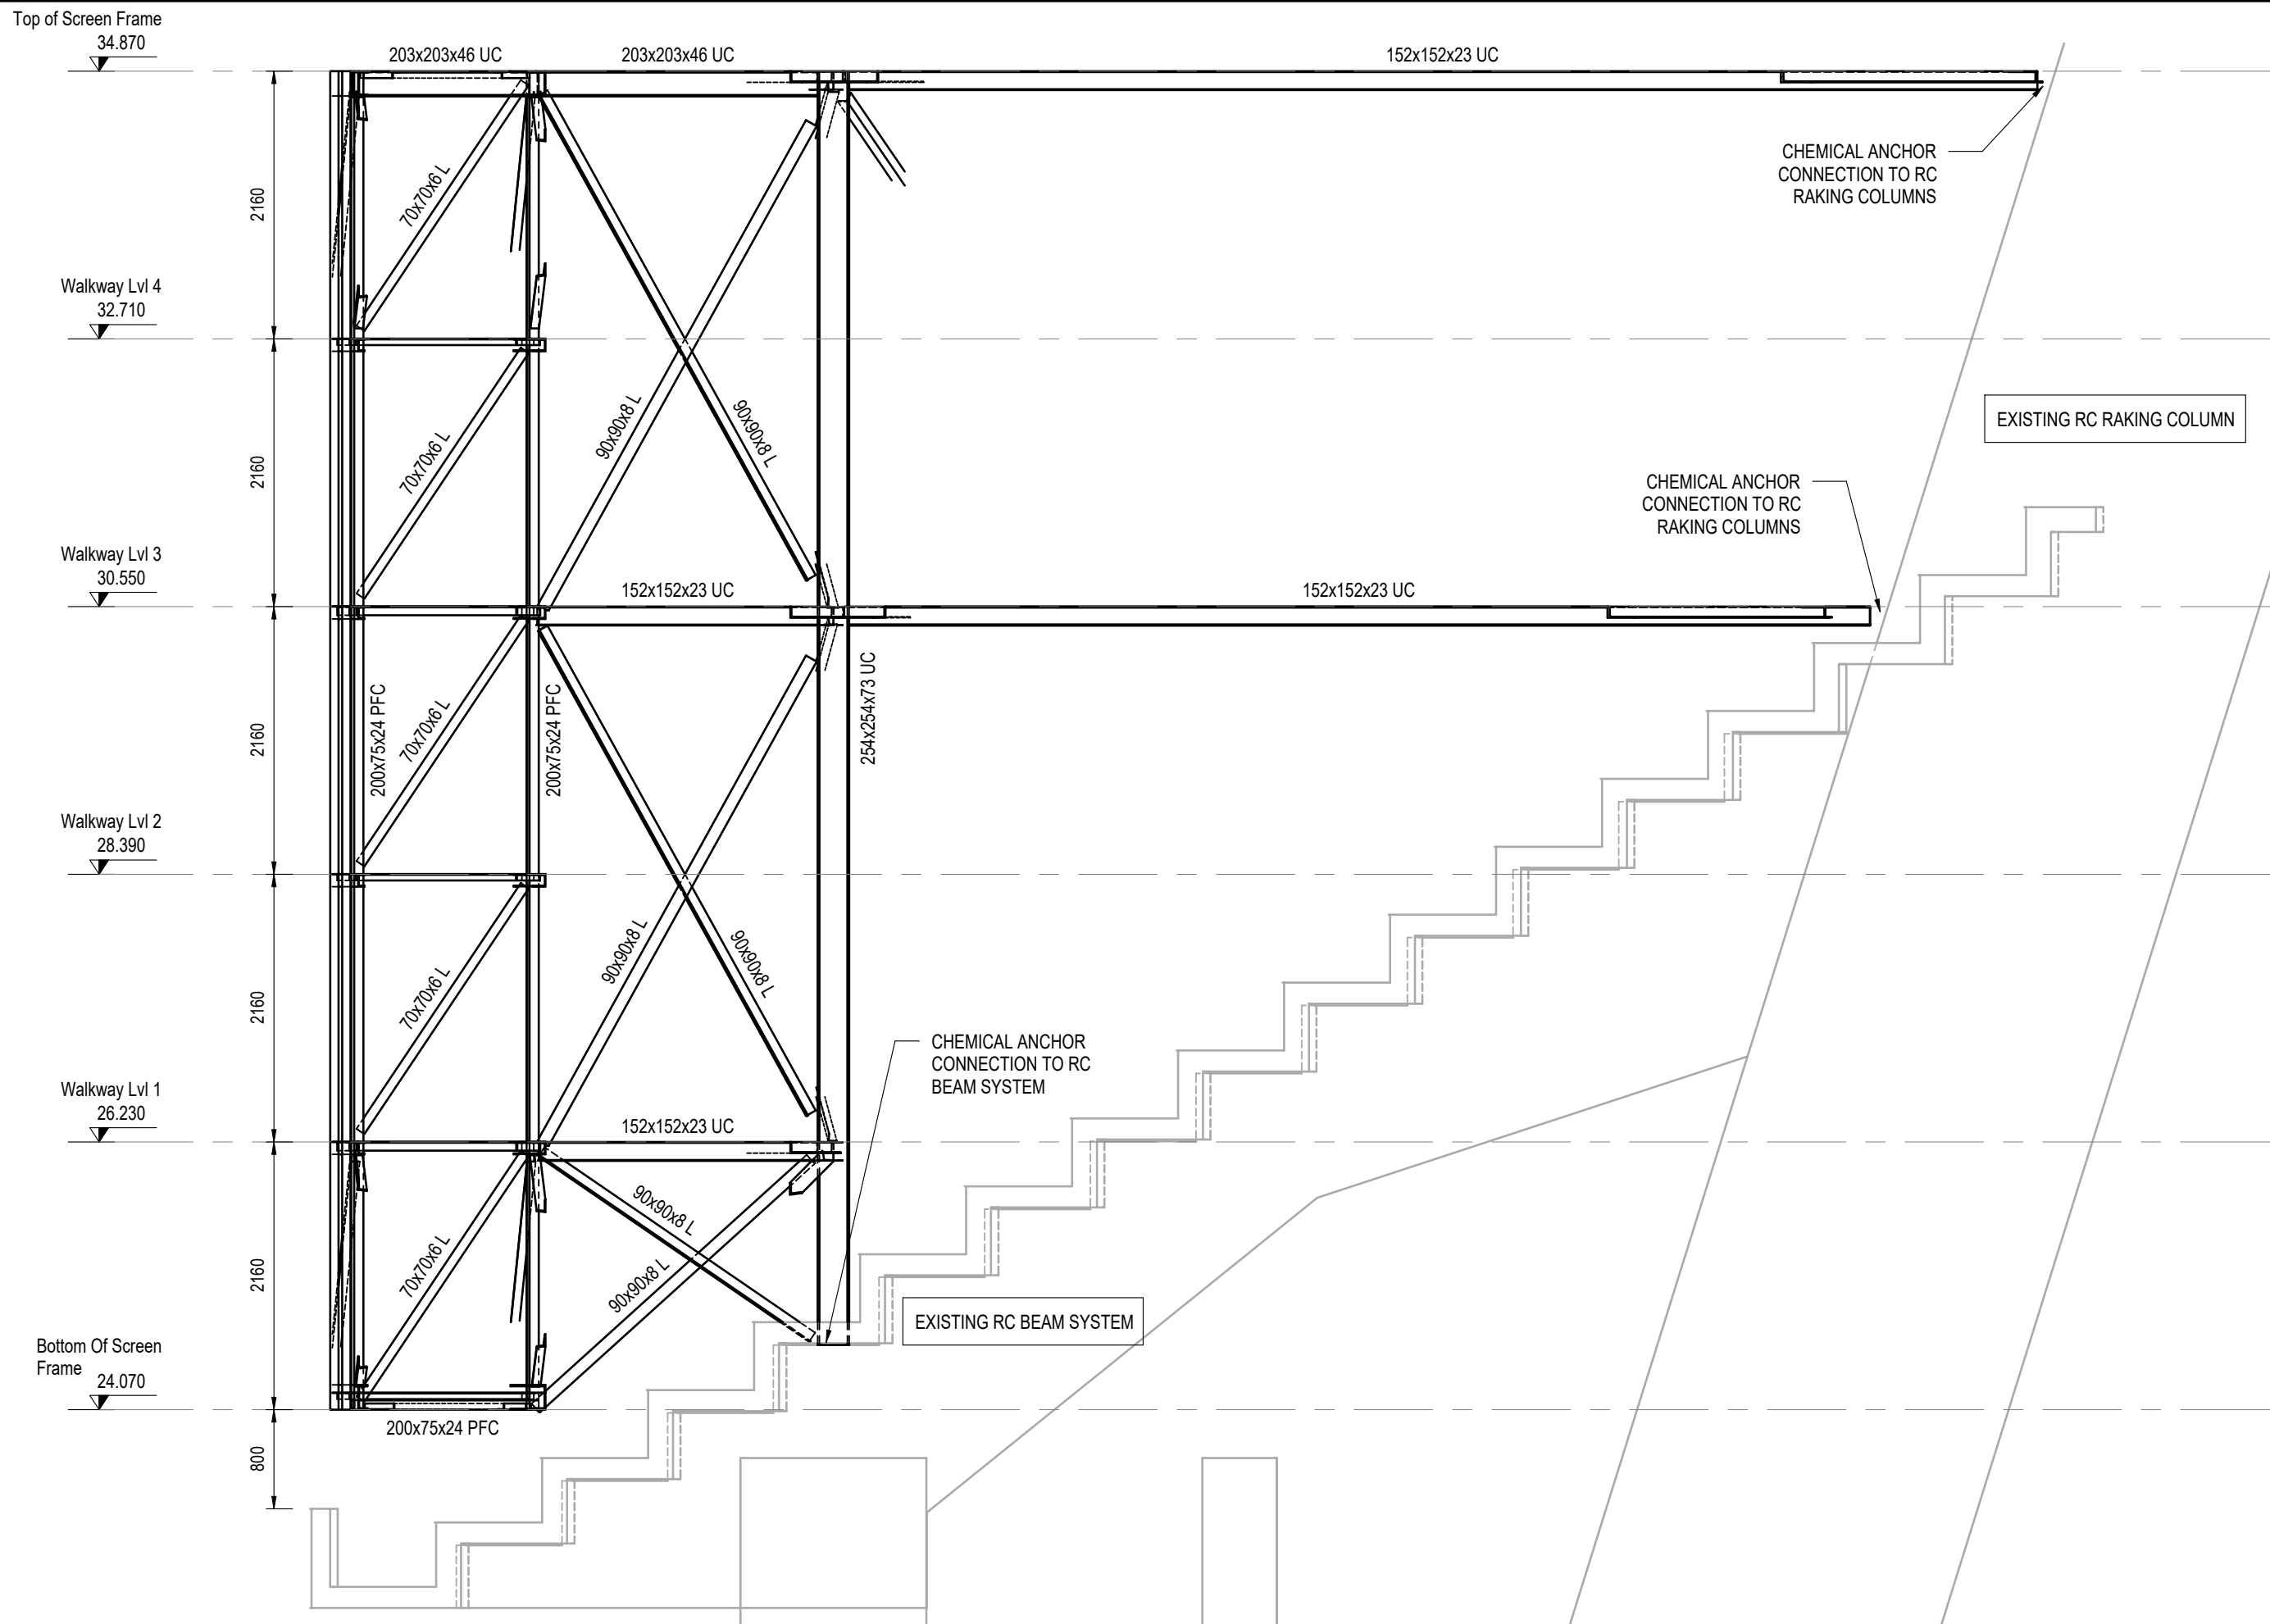 Top of Screen Frame
34.870
203x203x46 UC
203x203x46 UC
152x152x23 UC
CHEMICAL ANCHOR
CONNECTION TO RC
RAKING COLUMNS
2160
70x70x6 L
Walkway Lvl 4
32.710
90x90x8 L
90x90x8 L
EXISTING RC RAKING COLUMN
2160
70x70x6 L
CHEMICAL ANCHOR
CONNECTION TO RC
RAKING COLUMNS
Walkway Lvl 3
30.550
152x152x23 UC
152x152x23 UC
2160
200x75x24 PFC
70x70x6 L
200x75x24 PFC
254x254x73 UC
Walkway Lvl 2
28.390
2160
70x70x6 L
90x90x8 L
90x90x8 L
CHEMICAL ANCHOR
CONNECTION TO RC
BEAM SYSTEM
Walkway Lvl 1
26.230
152x152x23 UC
2160
70x70x6 L
90x90x8 L
90x90x8 L
EXISTING RC BEAM SYSTEM
Bottom Of Screen
Frame
24.070
200x75x24 PFC
800